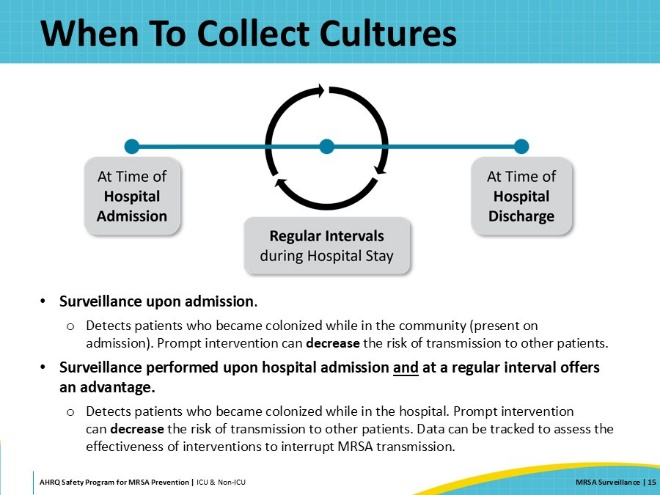 When To Collect Cultures
At Time of
Hospital
Admission
Regular Intervals
during Hospital Stay
At Time of
Hospital
Discharge
• Surveillance upon admission.
o Detects patients who became colonized while in the community (present on
admission). Prompt intervention can decrease the risk of transmission to other patients.
• Surveillance performed upon hospital admission and at a regular interval offers
an advantage.
o Detects patients who became colonized while in the hospital. Prompt intervention
can decrease the risk of transmission to other patients. Data can be tracked to assess the
effectiveness of interventions to interrupt MRSA transmission.
AHRQ Safety Program for MRSA Prevention | ICU & Non-ICU
MRSA Surveillance | 15